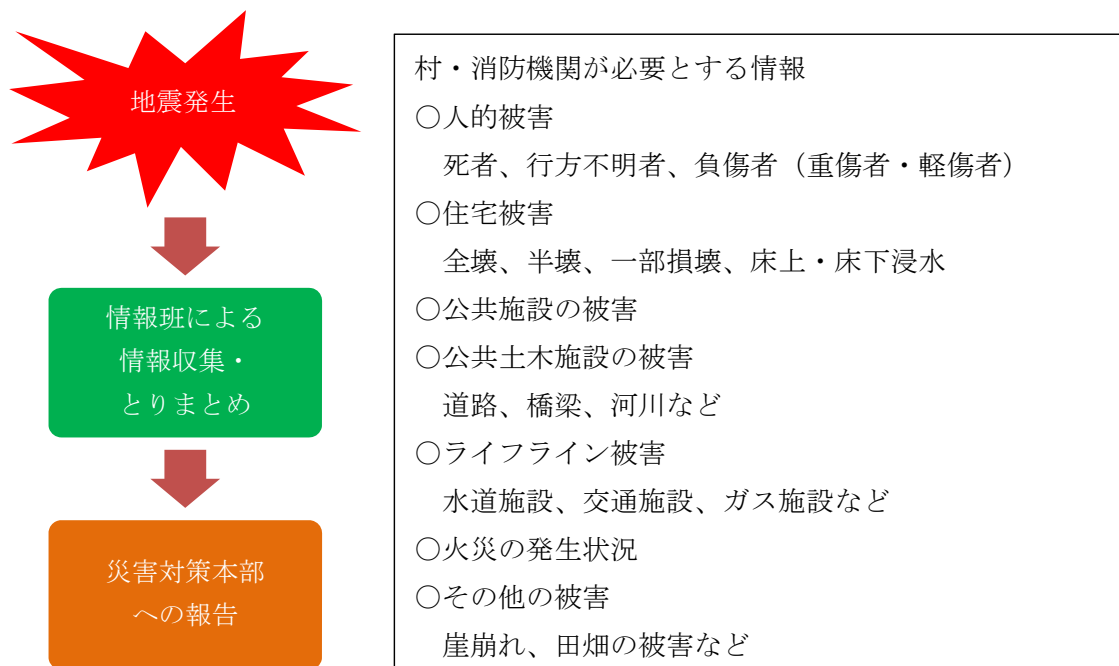 地震発生
情報班による
情報収集・
とりまとめ
災害対策本部
への報告
村・消防機関が必要とする情報
○人的被害
死者、行方不明者、負傷者（重傷者・軽傷者）
○住宅被害
全壊、半壊、一部損壊、床上・床下浸水
○公共施設の被害
○公共土木施設の被害
道路、橋梁、河川など
○ライフライン被害
水道施設、交通施設、ガス施設など
○火災の発生状況
○その他の被害
崖崩れ、田畑の被害など